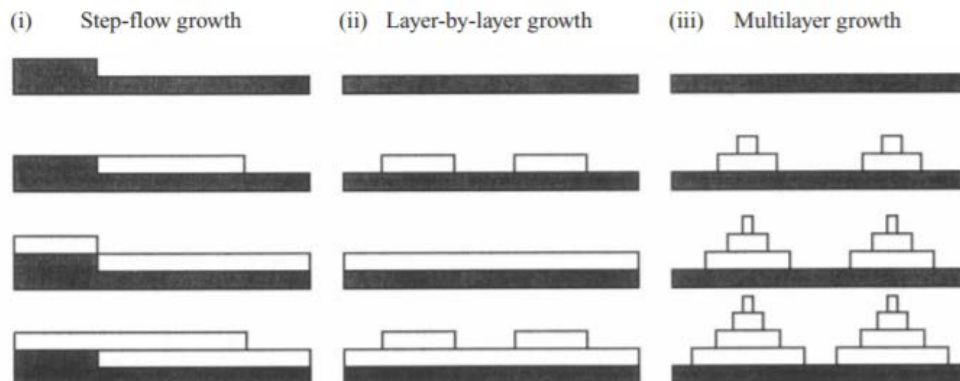 (i) Step-flow growth
(ii) Layer-by-layer growth
(iii) Multilayer growth